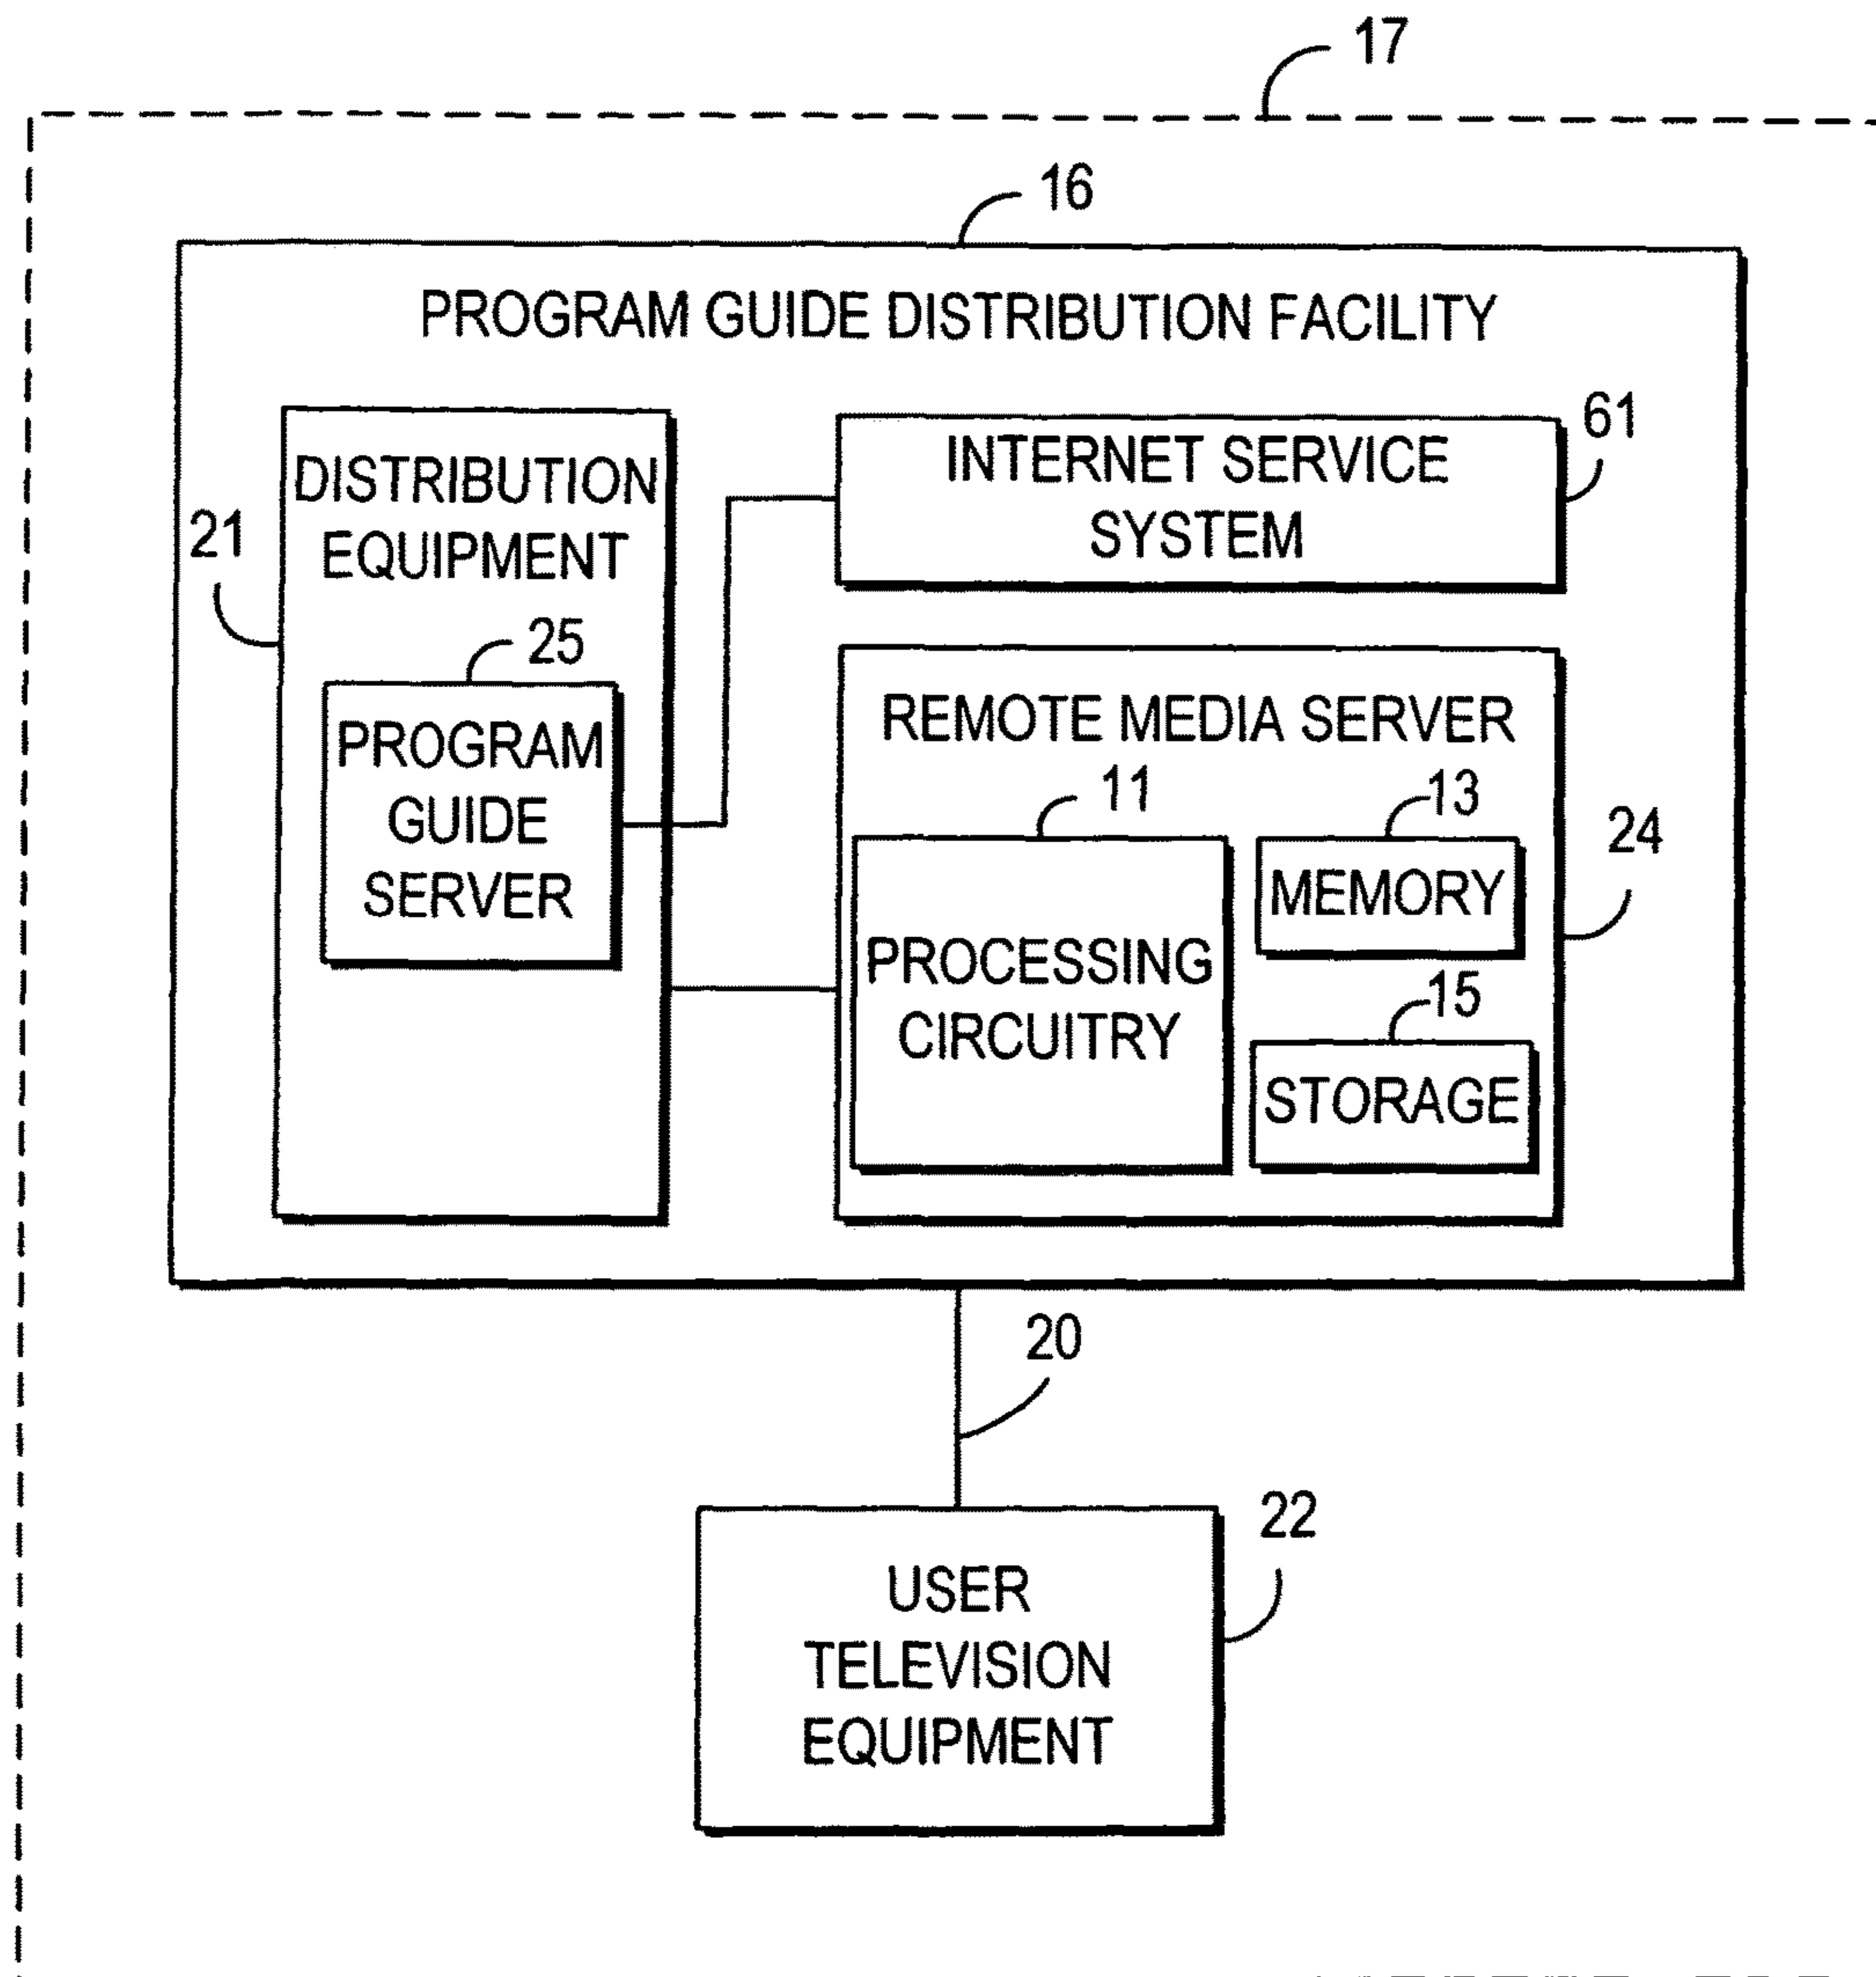 17
16
PROGRAM GUIDE DISTRIBUTION FACILITY
61
DISTRIBUTION
EQUIPMENT
21
INTERNET SERVICE
SYSTEM
25
PROGRAM
GUIDE
SERVER
REMOTE MEDIA SERVER
11
13
24
MEMORY
PROCESSING
CIRCUITRY
15
STORAGE
20
22
USER
TELEVISION
EQUIPMENT